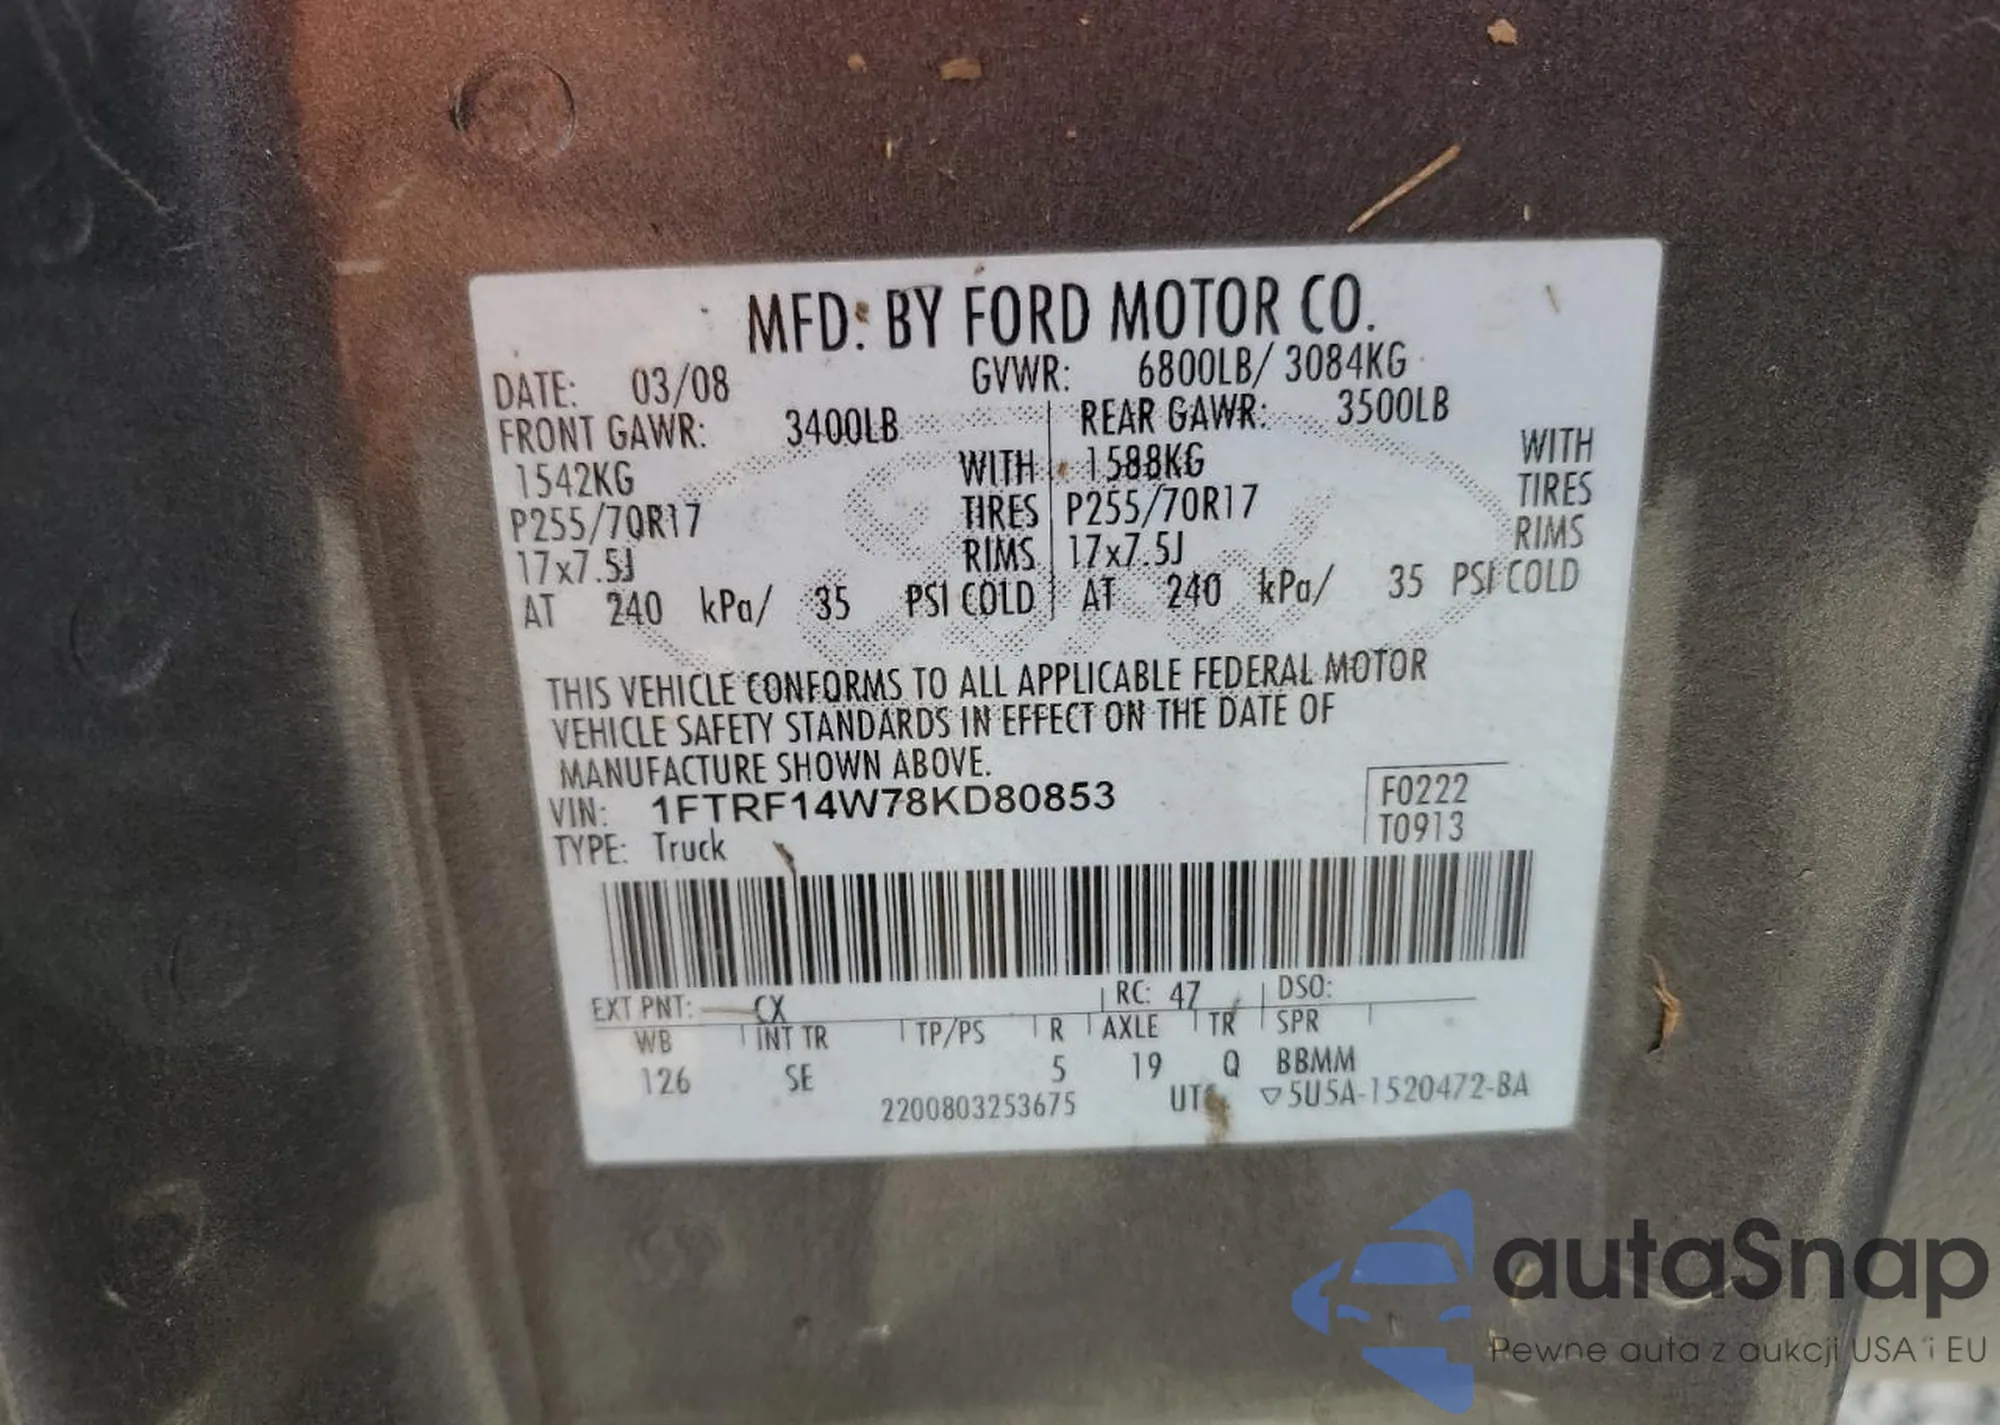 MFD. BY FORD MOTOR CO.
DATE: 03/08 GVWR: 6800LB/ 3084KG
FRONT GAWR: 3400LB REAR GAWR: 3500LB
1542KG WITH 1588KG WITH
P255/70R17 TIRES P255/70R17 TIRES
17x7.5J RIMS 17x7.5J RIMS
AT 240 kPa/ 35 PSI COLD AT 240 kPa/ 35 PSI COLD
THIS VEHICLE CONFORMS TO ALL APPLICABLE FEDERAL MOTOR
VEHICLE SAFETY STANDARDS IN EFFECT ON THE DATE OF
MANUFACTURE SHOWN ABOVE.
VIN: 1FTRF14W78KD80853 F0222
TYPE: Truck T0913
EXT PNT: CX RC: 47 DSO:
WB INT TR TP/PS R AXLE TR SPR
126 SE 5 19 Q BBMM
2200803253675 ▽5U5A-1520472-BA
autaSnap
Pewne auta z aukcji USA i EU